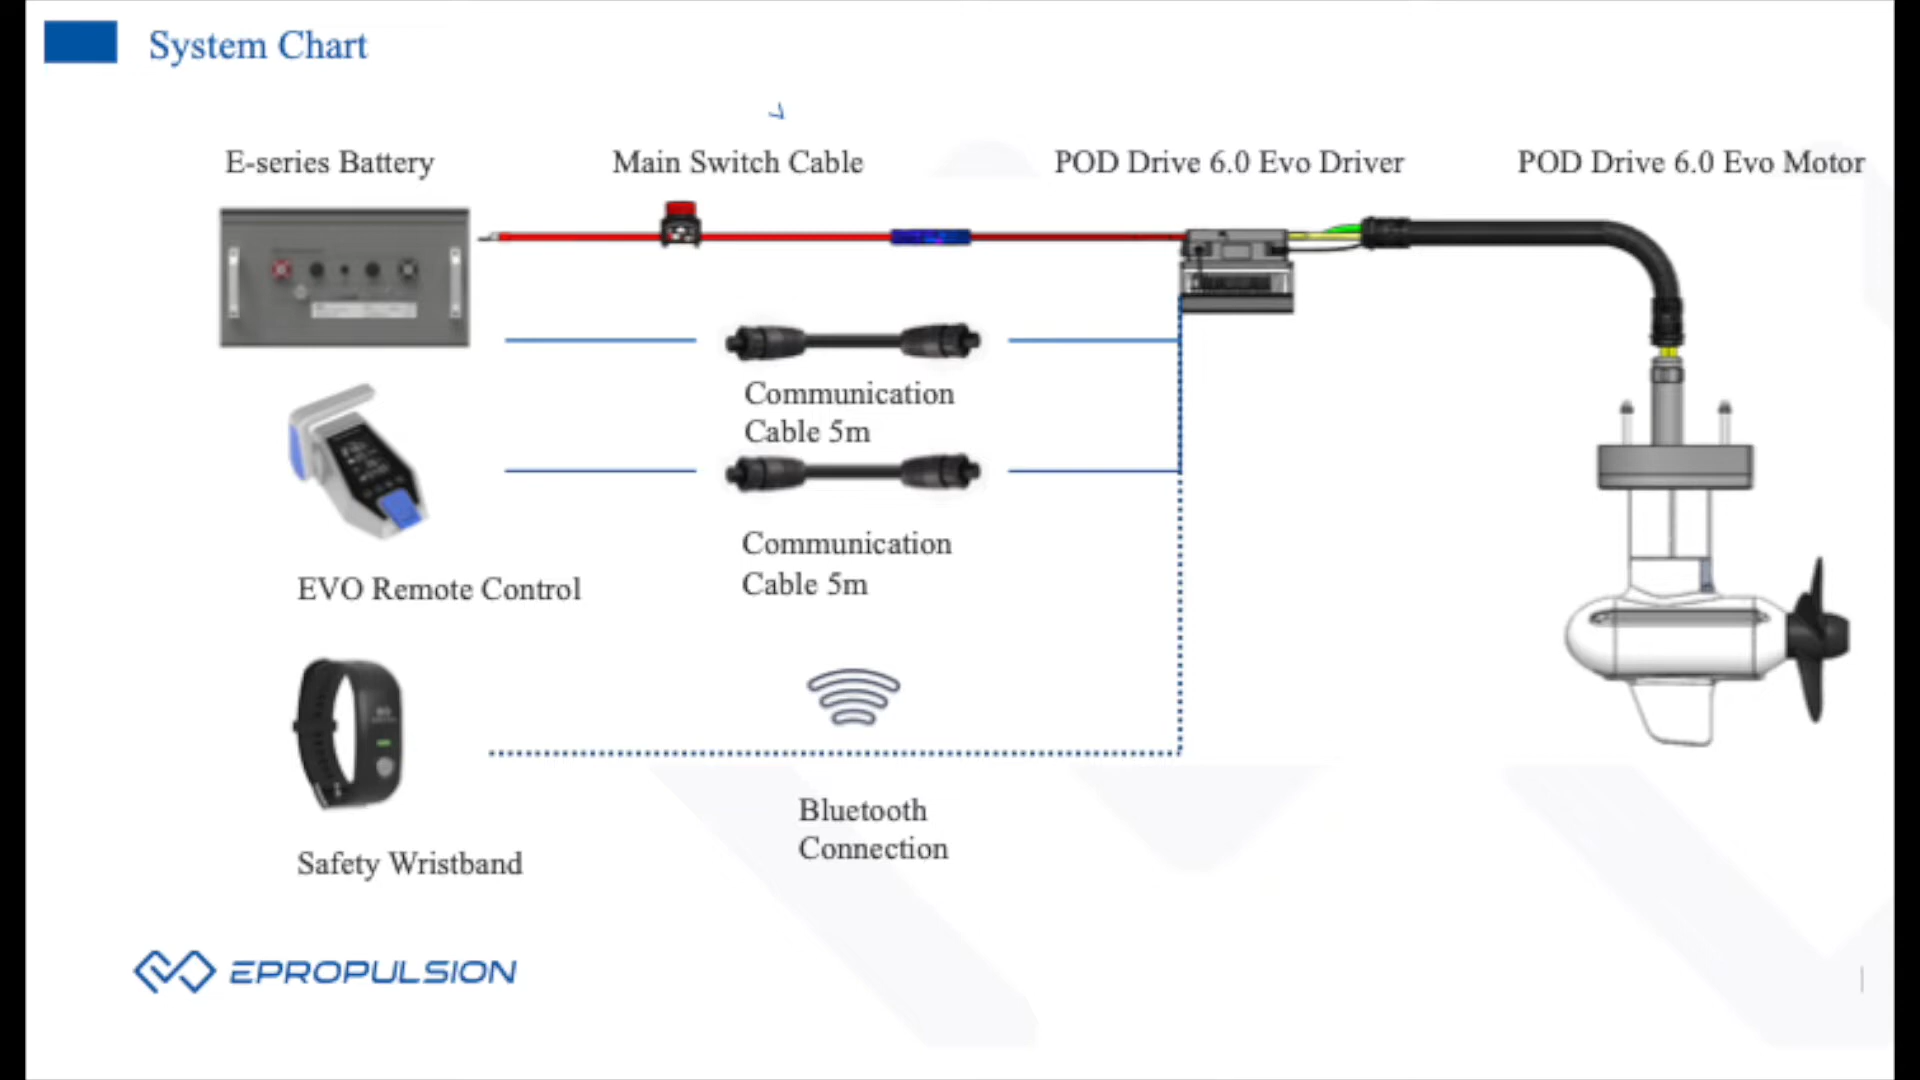 System Chart
E-series Battery
Main Switch Cable
POD Drive 6.0 Evo Driver
POD Drive 6.0 Evo Motor
Communication
Cable 5m
Communication
Cable 5m
EVO Remote Control
Bluetooth
Connection
Safety Wristband
EPROPULSION